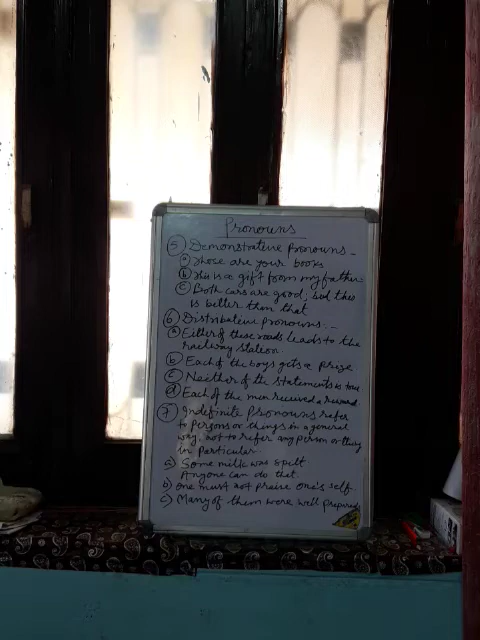 Pronouns
5 Demonstrative pronouns -
a Those are your books
b This is a gift from my father.
c Both cars are good, but this
is better then that
6 Distributive pronouns. -
a Either of these roads leads to the
railway station.
b Each of the boys gets a prize
c Neither of the statements is true
d Each of the men received a reward.
7 Indefinite Pronouns refer
to persons or things in a general
way, not to refer any person or thing
in particular
a) Some milk was spilt
Anyone can do that
b) one must not praise one's self.
c) Many of them were well prepared